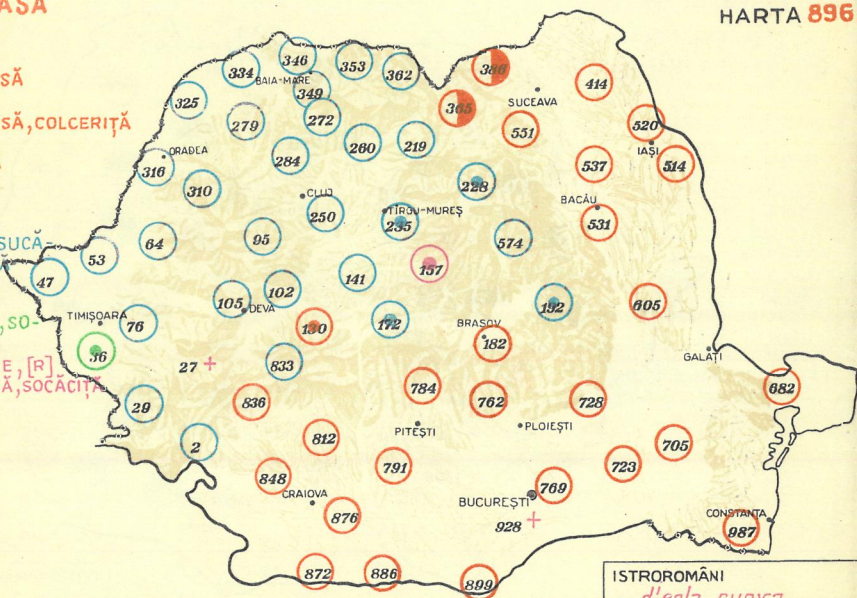 ASĂ
HARTA 896
SĂ
SĂ, COLCERIȚĂ
SUCĂ-
, SO-
E, [R]
Ă, SOCĂCIȚĂ
334
346
BAIA-MARE
349
353
362
386
414
325
279
272
365
SUCEAVA
551
520
IAȘI
ORADEA
316
284
260
219
537
514
310
CLUJ
250
228
BACĂU
531
TÎRGU-MUREȘ
235
574
64
95
53
47
141
157
105
DEVA
102
192
605
TIMIȘOARA
76
130
172
BRAȘOV
182
36
27
833
GALAȚI
29
836
784
762
728
682
2
812
PITEȘTI
PLOIEȘTI
705
848
791
723
CRAIOVA
876
BUCUREȘTI
769
928
CONSTANȚA
987
872
886
899
ISTROROMÂNI